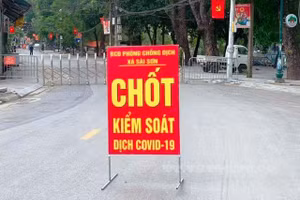 BCĐ PHÒNG CHỐNG DỊCH
XÃ SÀI SƠN
CHỐT
KIỂM SOÁT
DỊCH COVID-19